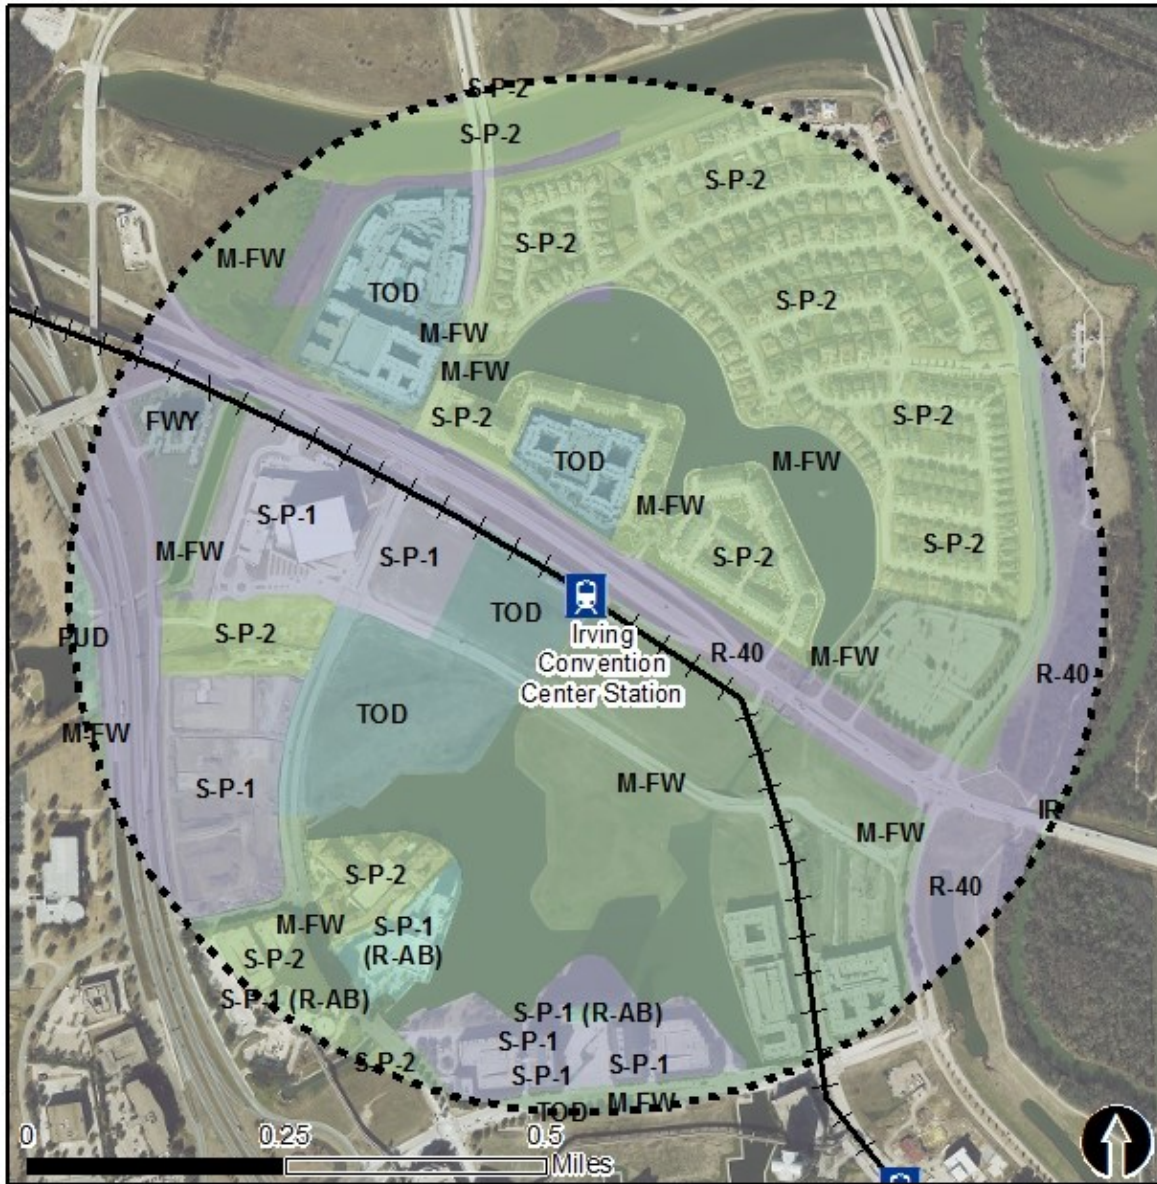 S-P-2
S-P-2
S-P-2
S-P-2
M-FW
TOD
S-P-2
M-FW
M-FW
S-P-2
S-P-2
FWY
TOD
M-FW
M-FW
S-P-1
S-P-1
M-FW
S-P-2
S-P-2
TOD
PUD
S-P-2
Irving
Convention
Center Station
R-40
M-FW
R-40
TOD
M-FW
M-FW
S-P-1
IR
M-FW
S-P-2
R-40
M-FW
S-P-1
(R-AB)
S-P-2
S-P-1 (R-AB)
S-P-1 (R-AB)
S-P-1
S-P-2
S-P-1
S-P-1
TOD
M-FW
0
0.25
0.5
Miles